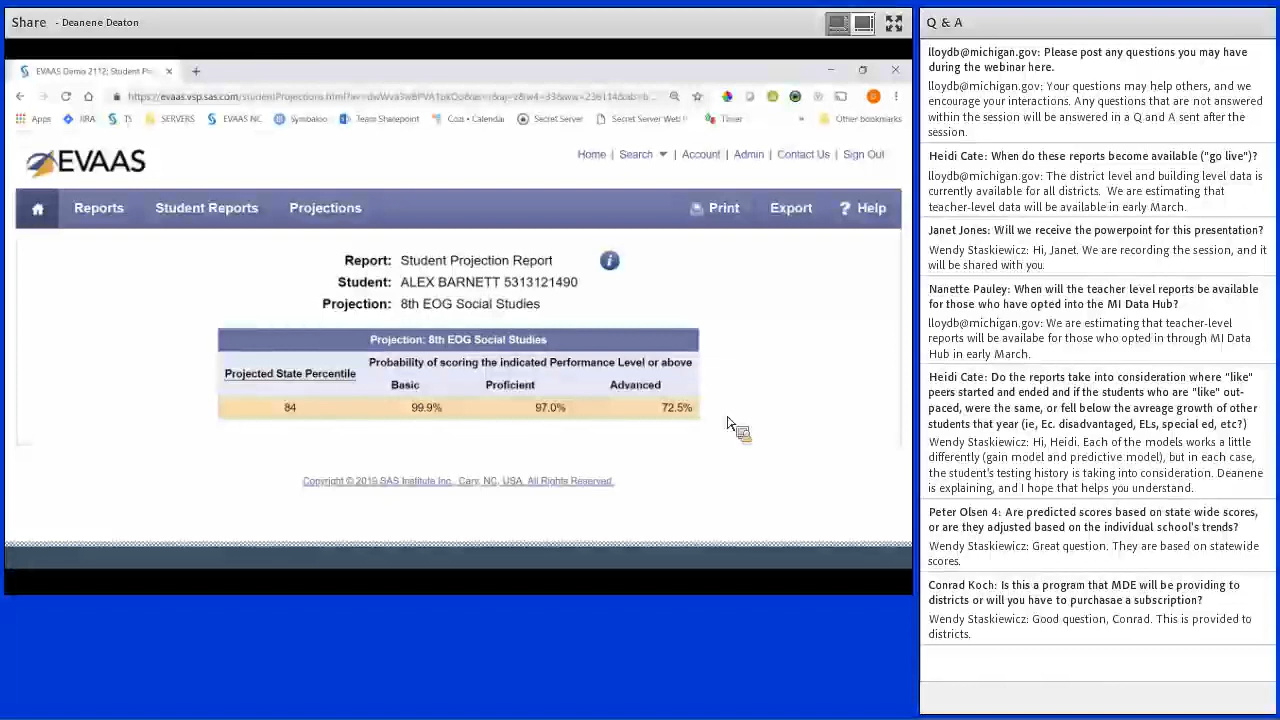 Share - Deanene Deaton
EVAAS Demo 2112; Student Pr
Apps JIRA TS SERVERS EVAAS NC Symbaloo Team Sharepoint Cozi • Calendar Secret Server Secret Server Web Timer » Other bookmarks
EVAAS
Home | Search | Account | Admin | Contact Us | Sign Out
Reports Student Reports Projections Print Export ? Help
Report: Student Projection Report
Student: ALEX BARNETT 5313121490
Projection: 8th EOG Social Studies
Projection: 8th EOG Social Studies
Probability of scoring the indicated Performance Level or above
Projected State Percentile
Basic Proficient Advanced
84 99.9% 97.0% 72.5%
Copyright © 2019 SAS Institute Inc., Cary, NC, USA. All Rights Reserved.
Q & A
lloydb@michigan.gov: Please post any questions you may have
during the webinar here.
lloydb@michigan.gov: Your questions may help others, and we
encourage your interactions. Any questions that are not answered
within the session will be answered in a Q and A sent after the
session.
Heidi Cate: When do these reports become available ("go live")?
lloydb@michigan.gov: The district level and building level data is
currently available for all districts. We are estimating that
teacher-level data will be available in early March.
Janet Jones: Will we receive the powerpoint for this presentation?
Wendy Staskiewicz: Hi, Janet. We are recording the session, and it
will be shared with you.
Nanette Pauley: When will the teacher level reports be available
for those who have opted into the MI Data Hub?
lloydb@michigan.gov: We are estimating that teacher-level
reports will be availabe for those who opted in through MI Data
Hub in early March.
Heidi Cate: Do the reports take into consideration where "like"
peers started and ended and if the students who are "like" out-
paced, were the same, or fell below the avreage growth of other
students that year (ie, Ec. disadvantaged, ELs, special ed, etc?)
Wendy Staskiewicz: Hi, Heidi. Each of the models works a little
differently (gain model and predictive model), but in each case,
the student's testing history is taking into consideration. Deanene
is explaining, and I hope that helps you understand.
Peter Olsen 4: Are predicted scores based on state wide scores,
or are they adjusted based on the individual school's trends?
Wendy Staskiewicz: Great question. They are based on statewide
scores.
Conrad Koch: Is this a program that MDE will be providing to
districts or will you have to purchasae a subscription?
Wendy Staskiewicz: Good question, Conrad. This is provided to
districts.